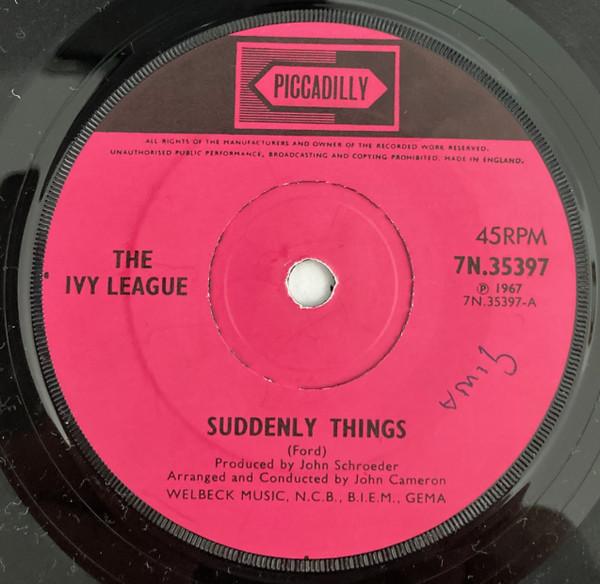 PICCADILLY
ALL RIGHTS OF THE MANUFACTURERS AND OWNER OF THE RECORDED WORK RESERVED.
UNAUTHORISED PUBLIC PERFORMANCE, BROADCASTING AND COPYING PROHIBITED. MADE IN ENGLAND.
THE
IVY LEAGUE
45RPM
7N.35397
℗ 1967
7N.35397-A
SUDDENLY THINGS
(Ford)
Produced by John Schroeder
Arranged and Conducted by John Cameron
WELBECK MUSIC, N.C.B., B.I.E.M., GEMA